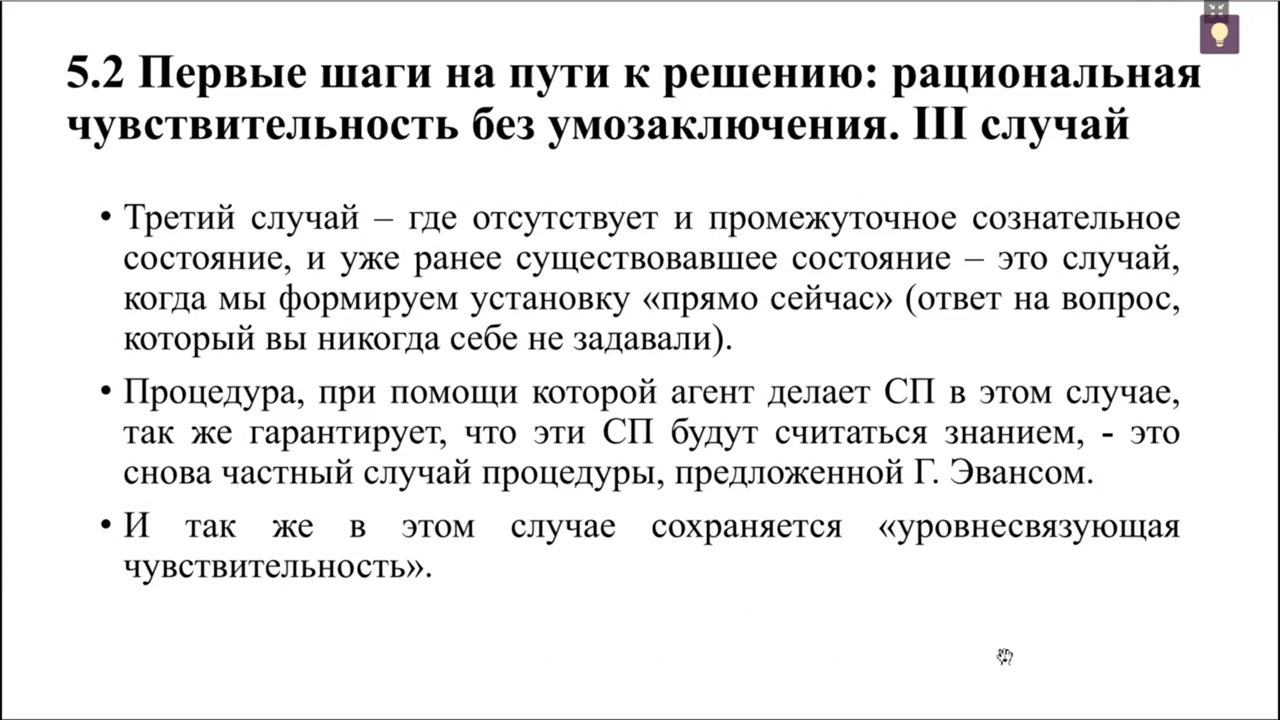 5.2 Первые шаги на пути к решению: рациональная
чувствительность без умозаключения. III случай
• Третий случай – где отсутствует и промежуточное сознательное
состояние, и уже ранее существовавшее состояние – это случай,
когда мы формируем установку «прямо сейчас» (ответ на вопрос,
который вы никогда себе не задавали).
• Процедура, при помощи которой агент делает СП в этом случае,
так же гарантирует, что эти СП будут считаться знанием, - это
снова частный случай процедуры, предложенной Г. Эвансом.
• И так же в этом случае сохраняется «уровнесвязующая
чувствительность».